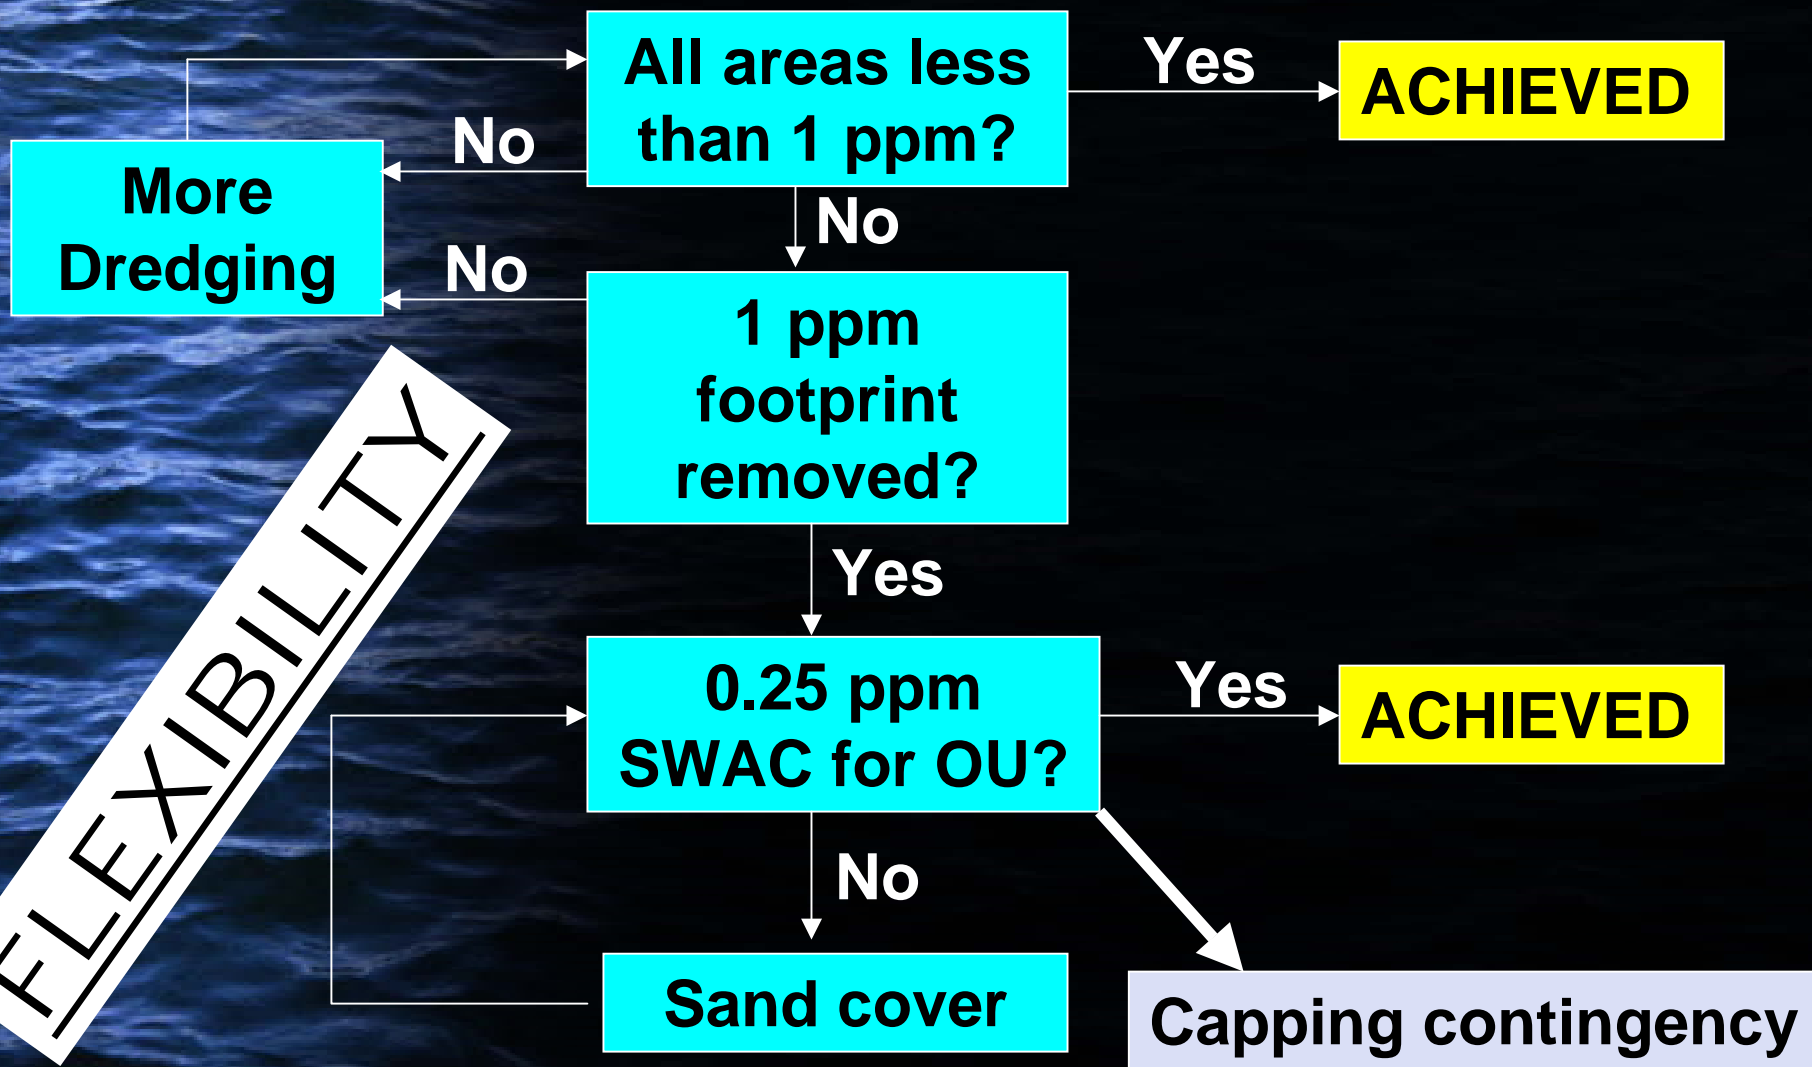 All areas less
than 1 ppm?
Yes
ACHIEVED
No
More
Dredging
No
No
1 ppm
footprint
removed?
Yes
FLEXIBILITY
0.25 ppm
SWAC for OU?
Yes
ACHIEVED
No
Sand cover
Capping contingency